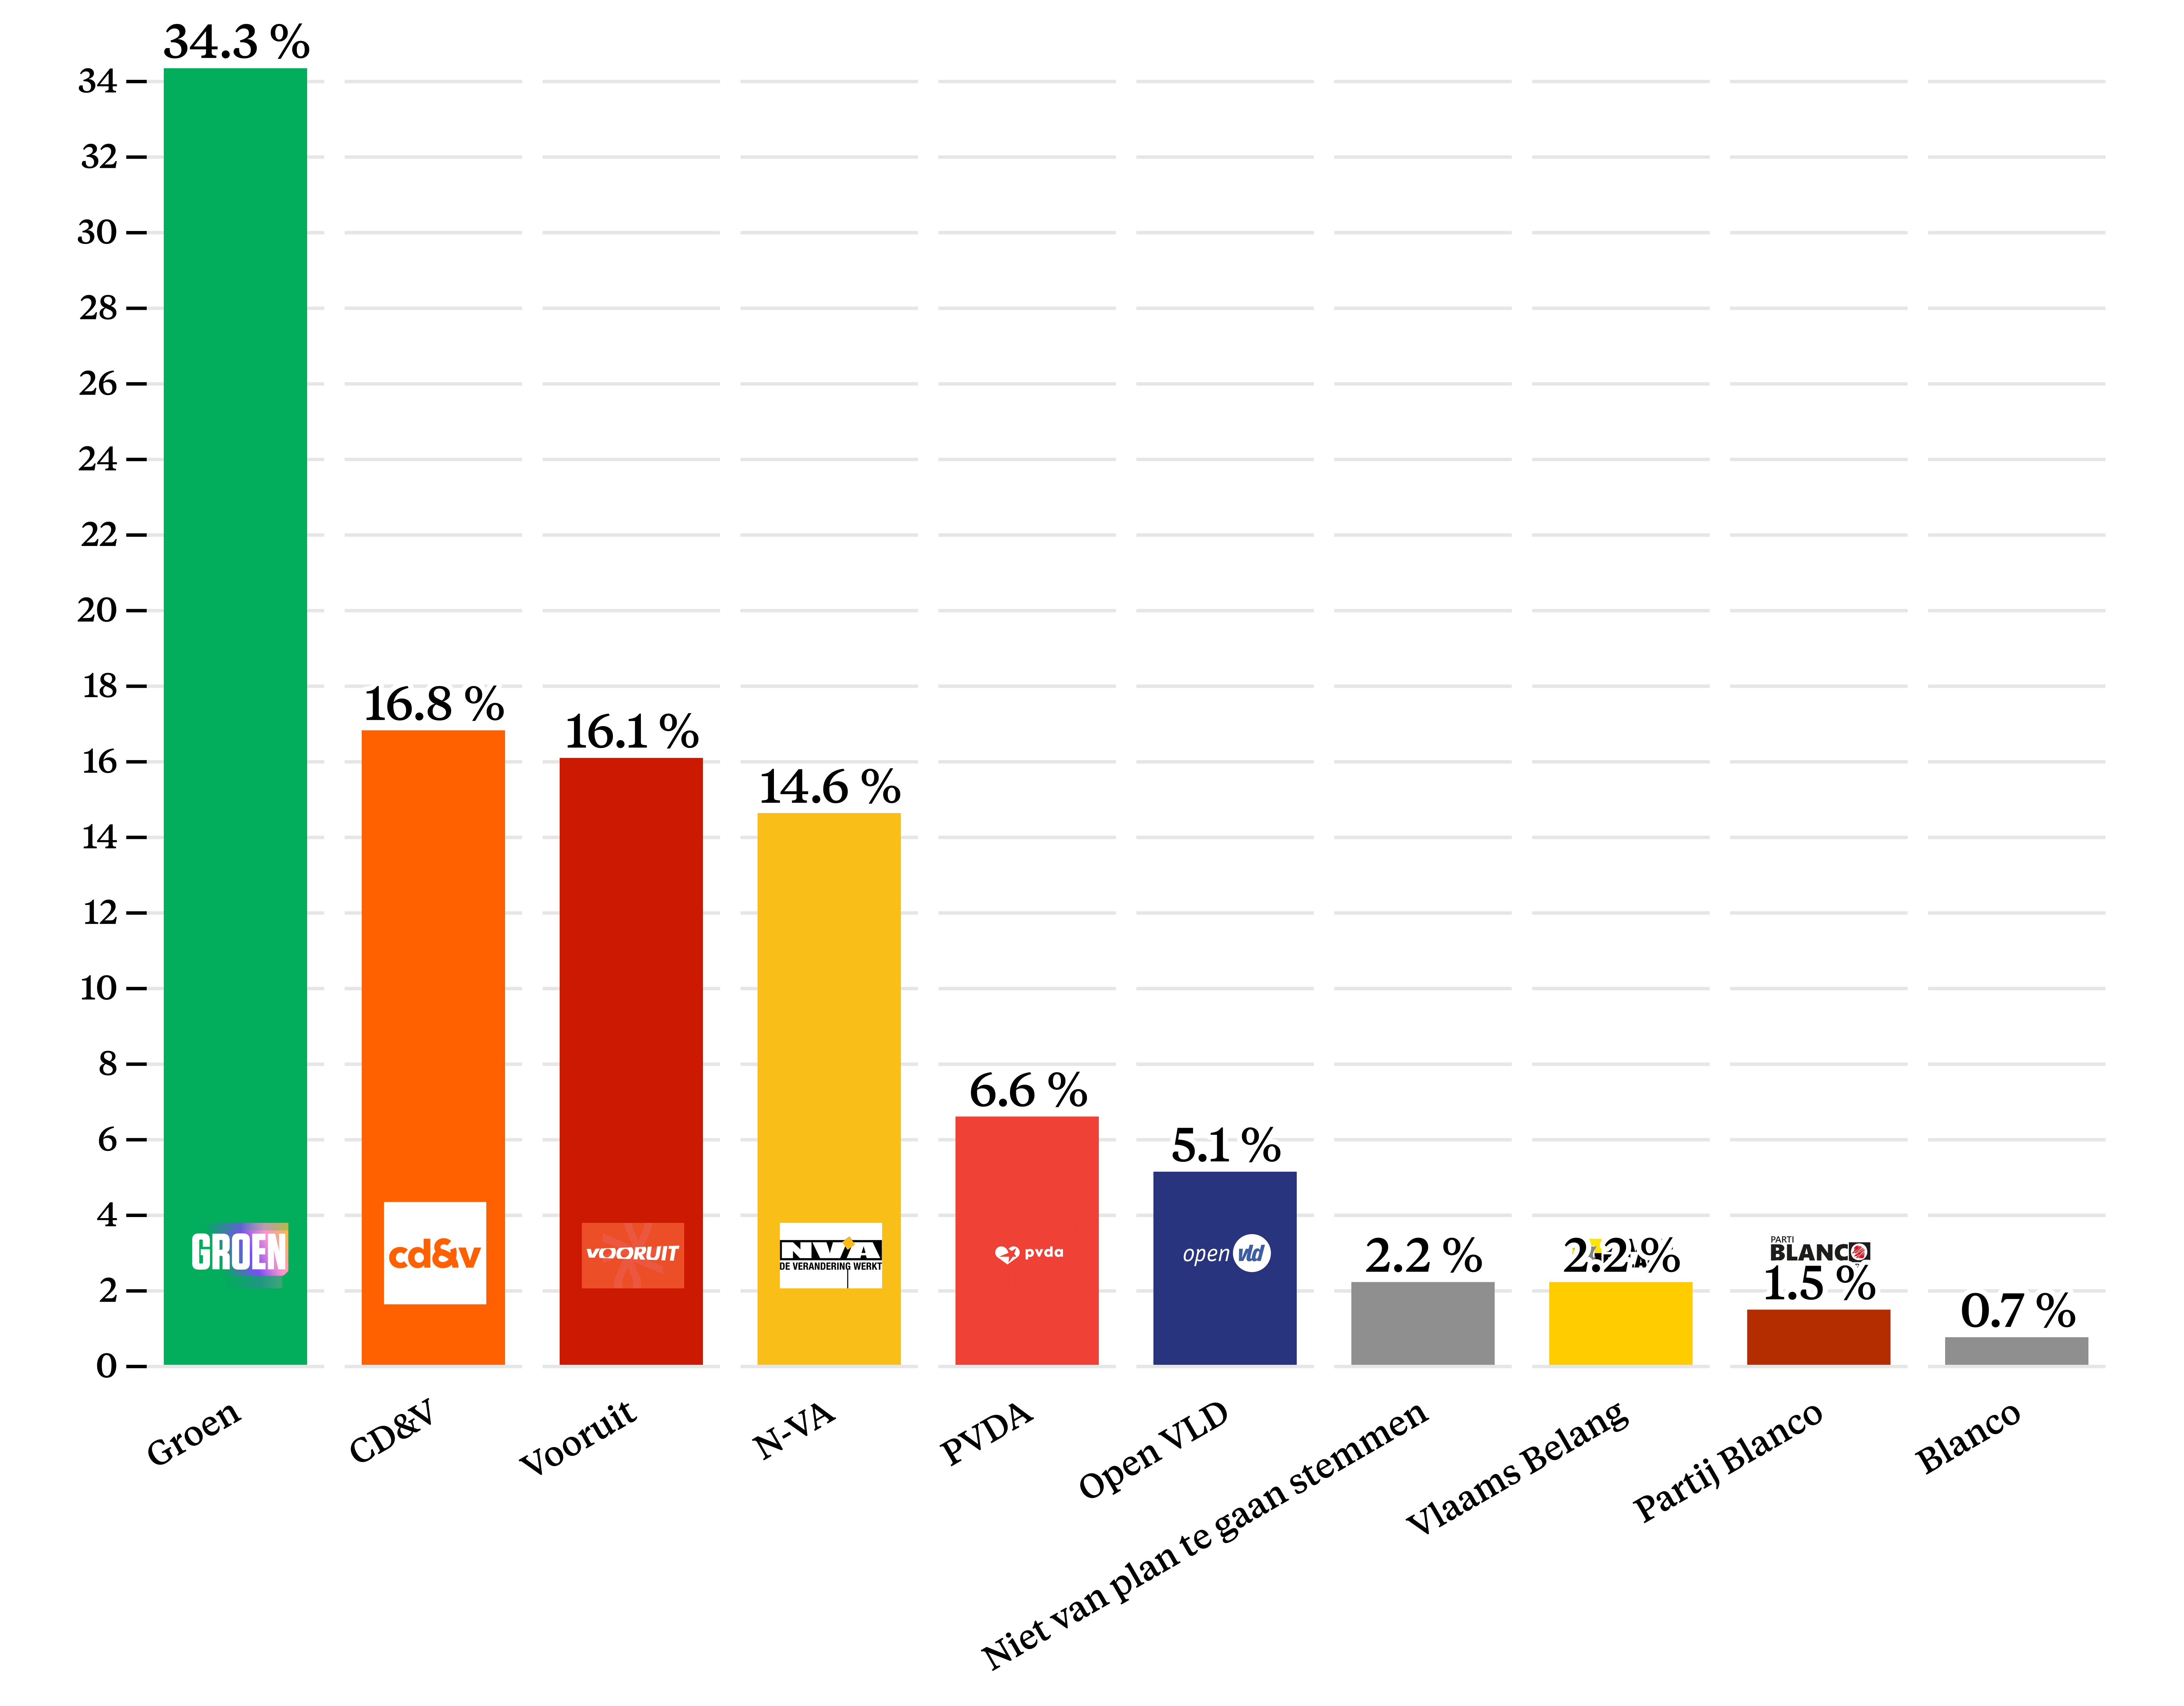 34.3 %
34
32
30
28
26
24
22
20
18
16.8 %
16.1 %
16
14.6 %
14
12
10
8
6.6 %
6
5.1 %
4
2.2 %
2.2 %
PARTI
BLANCO
1.5 %
0.7 %
GROEN
cd&v
VOORUIT
N-VA
DE VERANDERING WERKT
pvda
open vld
2
0
Groen
CD&V
Vooruit
N-VA
PVDA
Open VLD
Niet van plan te gaan stemmen
Vlaams Belang
Partij Blanco
Blanco